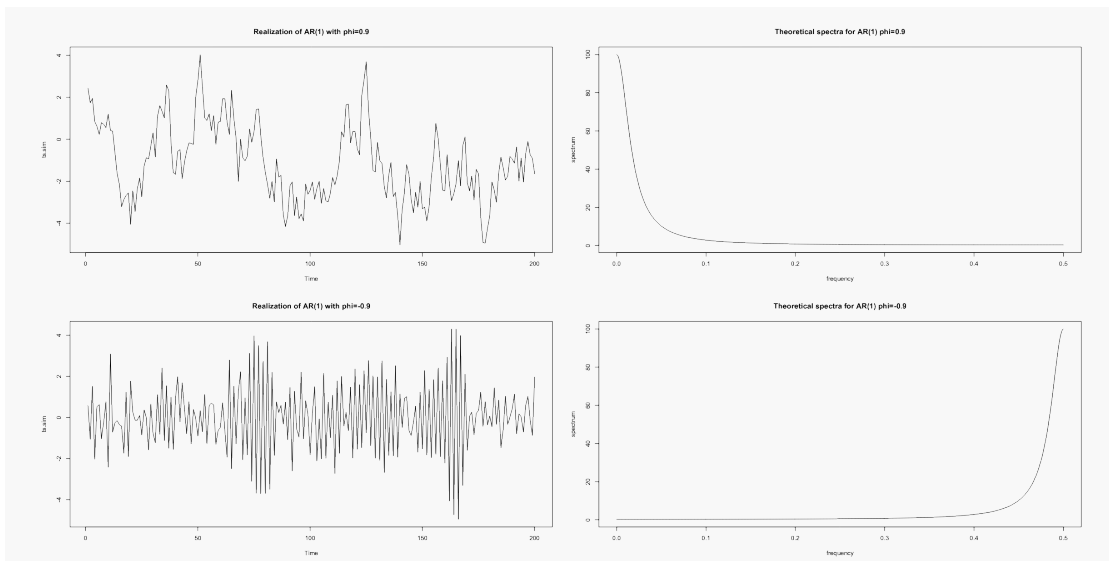 Realization of AR(1) with phi=0.9
ts.sim
4
2
0
-2
-4
0 50 100 150 200
Time
Theoretical spectra for AR(1) phi=0.9
spectrum
100
80
60
40
20
0
0.0 0.1 0.2 0.3 0.4 0.5
frequency
Realization of AR(1) with phi=-0.9
ts.sim
4
2
0
-2
-4
0 50 100 150 200
Time
Theoretical spectra for AR(1) phi=-0.9
spectrum
100
80
60
40
20
0
0.0 0.1 0.2 0.3 0.4 0.5
frequency